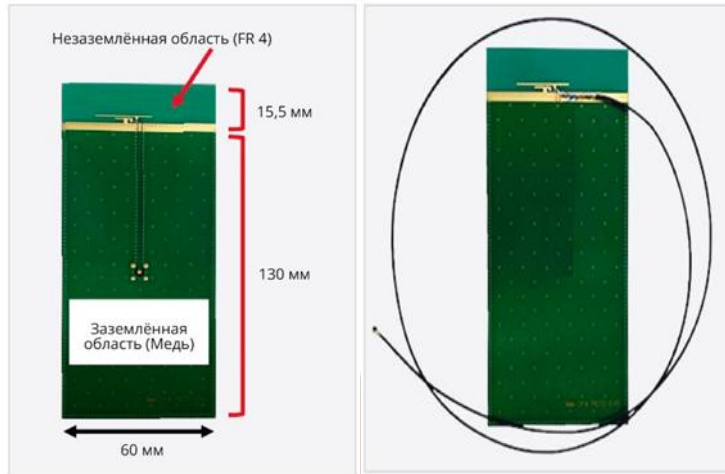 Незаземлённая область (FR 4)
15,5 мм
130 мм
Заземлённая
область (Медь)
60 мм